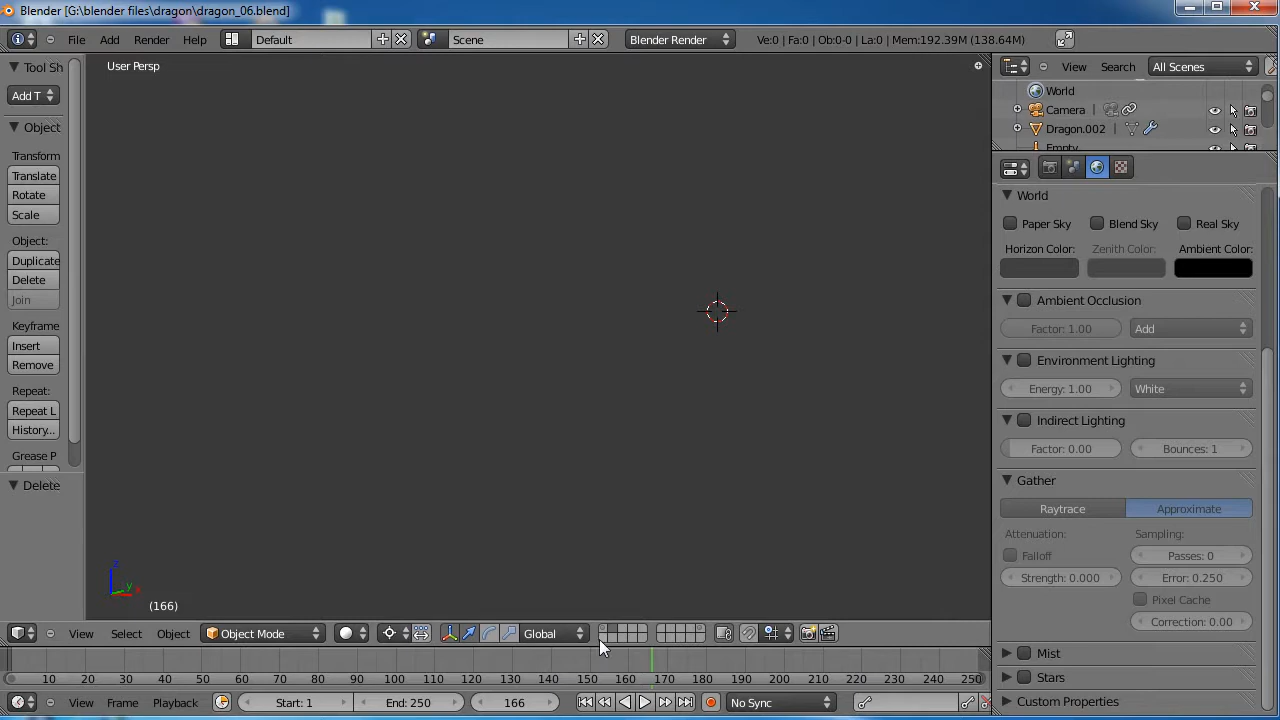 Blender [G:\blender files\dragon\dragon_06.blend]
File Add Render Help Default Scene Blender Render Ve:0 | Fa:0 | Ob:0-0 | La:0 | Mem:192.39M (138.64M)
Tool Sh
Add T
Object
Transform
Translate
Rotate
Scale
Object:
Duplicate
Delete
Join
Keyframe
Insert
Remove
Repeat:
Repeat L
History...
Grease P
Delete
User Persp
z
y
x
(166)
View Search All Scenes
World
Camera
Dragon.002
Empty
World
Paper Sky Blend Sky Real Sky
Horizon Color: Zenith Color: Ambient Color:
Ambient Occlusion
Factor: 1.00 Add
Environment Lighting
Energy: 1.00 White
Indirect Lighting
Factor: 0.00 Bounces: 1
Gather
Raytrace Approximate
Attenuation: Sampling:
Falloff Passes: 0
Strength: 0.000 Error: 0.250
Pixel Cache
Correction: 0.00
Mist
Stars
Custom Properties
View Select Object Object Mode Global
10 20 30 40 50 60 70 80 90 100 110 120 130 140 150 160 170 180 190 200 210 220 230 240 250
View Frame Playback Start: 1 End: 250 166 No Sync